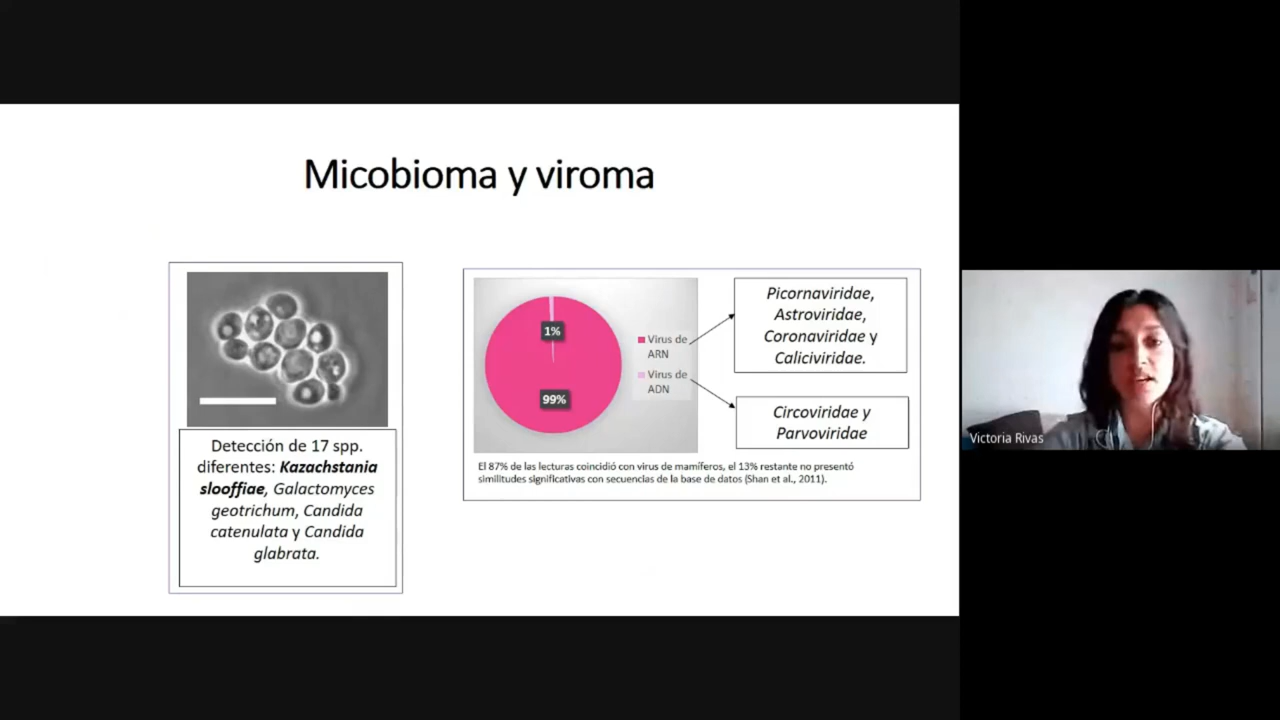 Micobioma y viroma
Detección de 17 spp.
diferentes: Kazachstania
slooffiae, Galactomyces
geotrichum, Candida
catenulata y Candida
glabrata.
1%
99%
Virus de
ARN
Virus de
ADN
Picornaviridae,
Astroviridae,
Coronaviridae y
Caliciviridae.
Circoviridae y
Parvoviridae
El 87% de las lecturas coincidió con virus de mamíferos, el 13% restante no presentó
similitudes significativas con secuencias de la base de datos (Shan et al., 2011).
Victoria Rivas